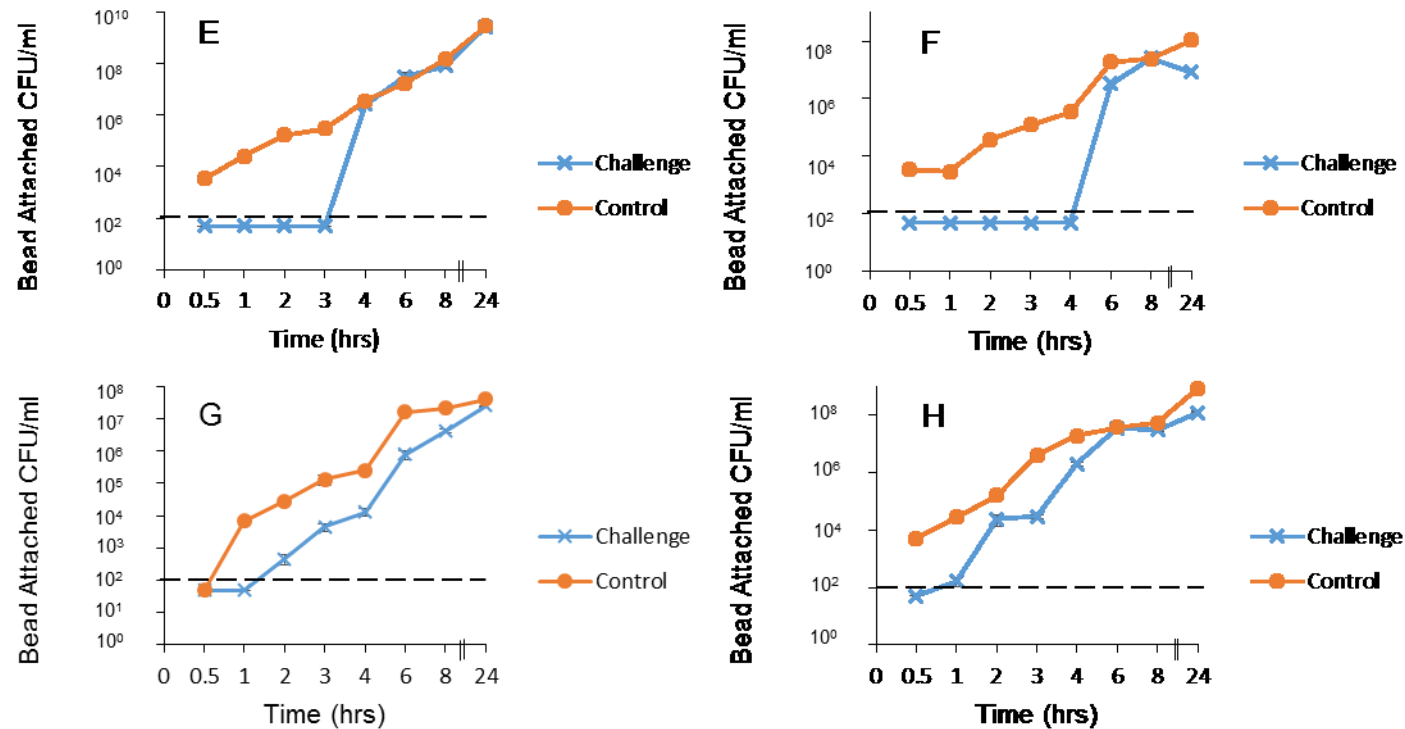 E
Bead Attached CFU/ml
10¹⁰
10⁸
10⁶
10⁴
10²
10⁰
0 0.5 1 2 3 4 6 8 24
Time (hrs)
Challenge
Control
F
Bead Attached CFU/ml
10⁸
10⁶
10⁴
10²
10⁰
0 0.5 1 2 3 4 6 8 24
Time (hrs)
Challenge
Control
G
Bead Attached CFU/ml
10⁸
10⁷
10⁶
10⁵
10⁴
10³
10²
10¹
10⁰
0 0.5 1 2 3 4 6 8 24
Time (hrs)
Challenge
Control
H
Bead Attached CFU/ml
10⁸
10⁶
10⁴
10²
10⁰
0 0.5 1 2 3 4 6 8 24
Time (hrs)
Challenge
Control